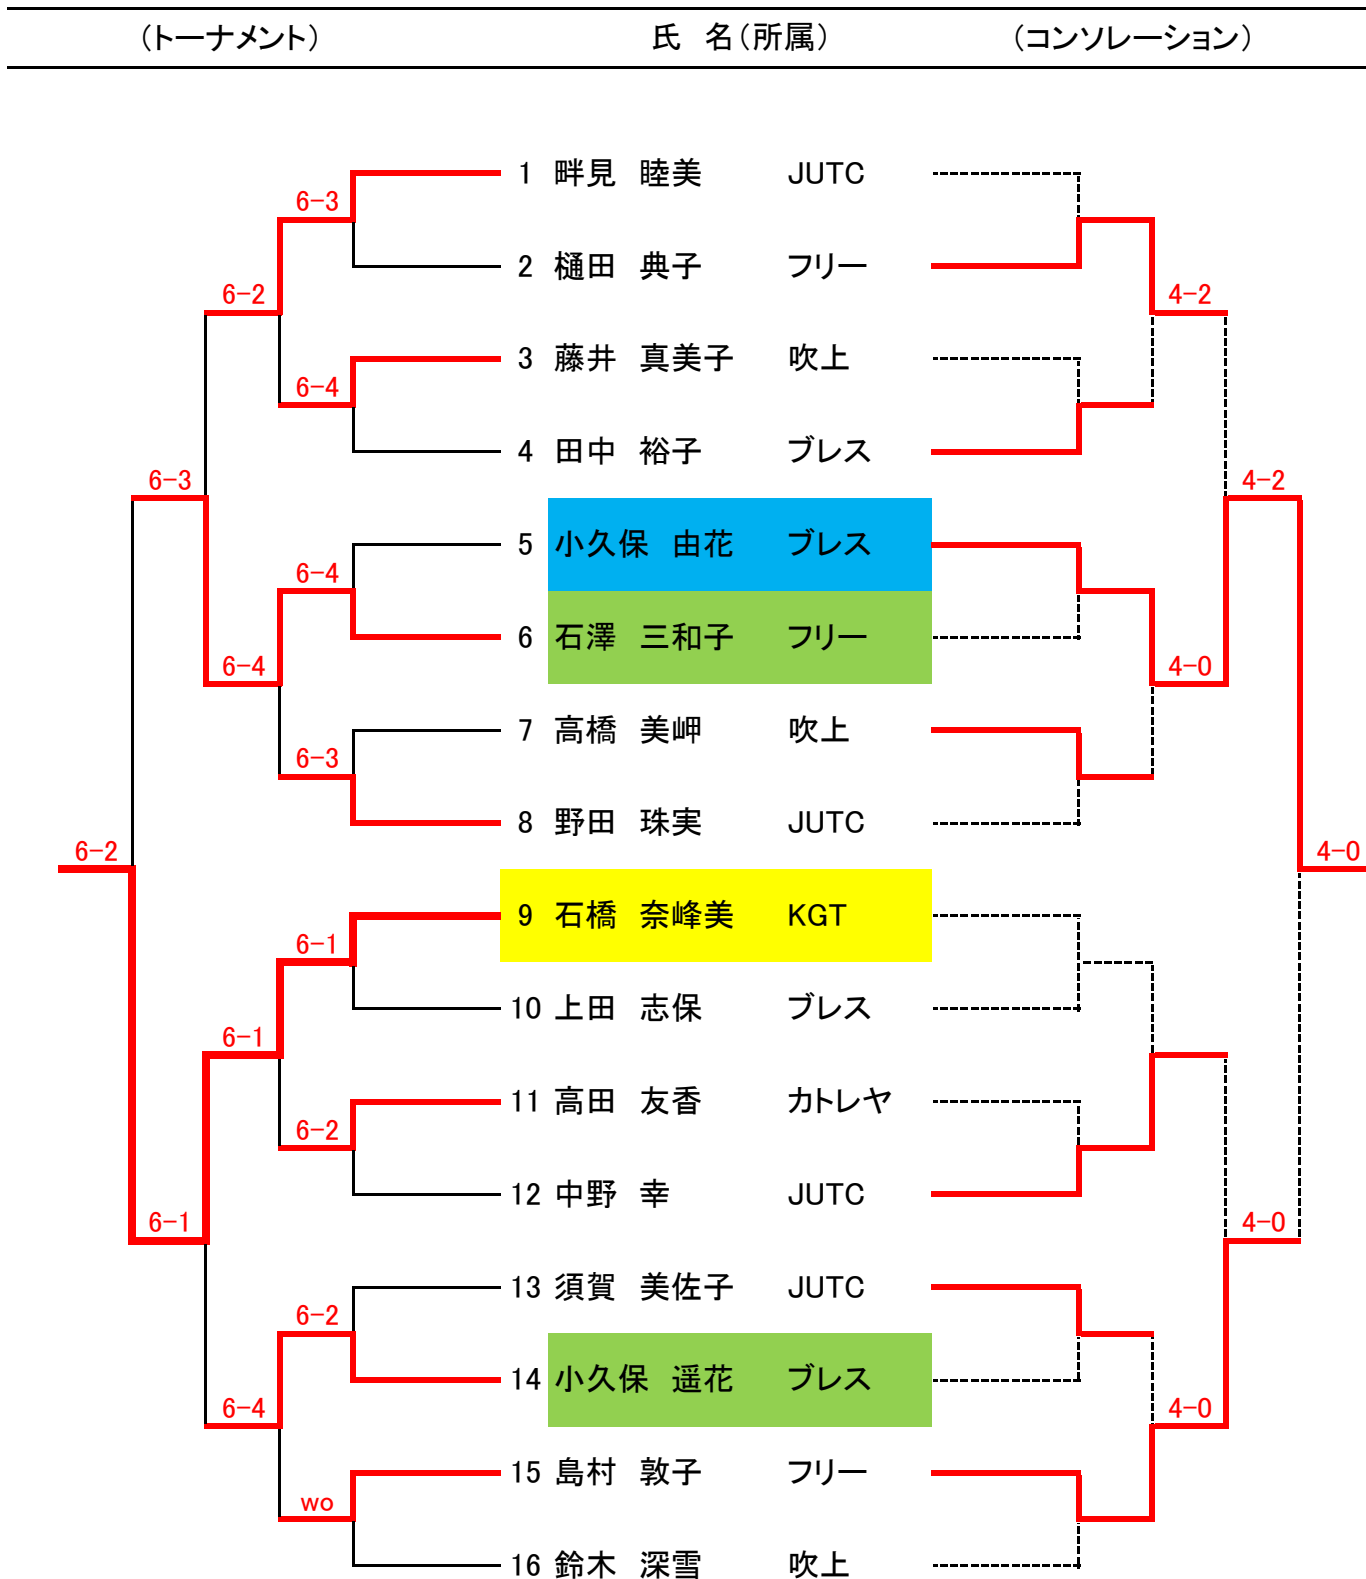 (トーナメント) 氏 名(所属) (コンソレーション)
1 畔見 睦美 JUTC
6-3
2 樋田 典子 フリー
6-2 4-2
3 藤井 真美子 吹上
6-4
4 田中 裕子 ブレス
6-3 4-2
5 小久保 由花 ブレス
6-4
6 石澤 三和子 フリー
6-4 4-0
7 高橋 美岬 吹上
6-3
8 野田 珠実 JUTC
6-2 4-0
9 石橋 奈峰美 KGT
6-1
10 上田 志保 ブレス
6-1
11 高田 友香 カトレヤ
6-2
12 中野 幸 JUTC
6-1 4-0
13 須賀 美佐子 JUTC
6-2
14 小久保 遥花 ブレス
6-4 4-0
15 島村 敦子 フリー
wo
16 鈴木 深雪 吹上